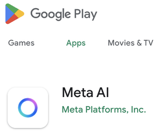 Google Play
Games Apps Movies & TV
Meta AI
Meta Platforms, Inc.